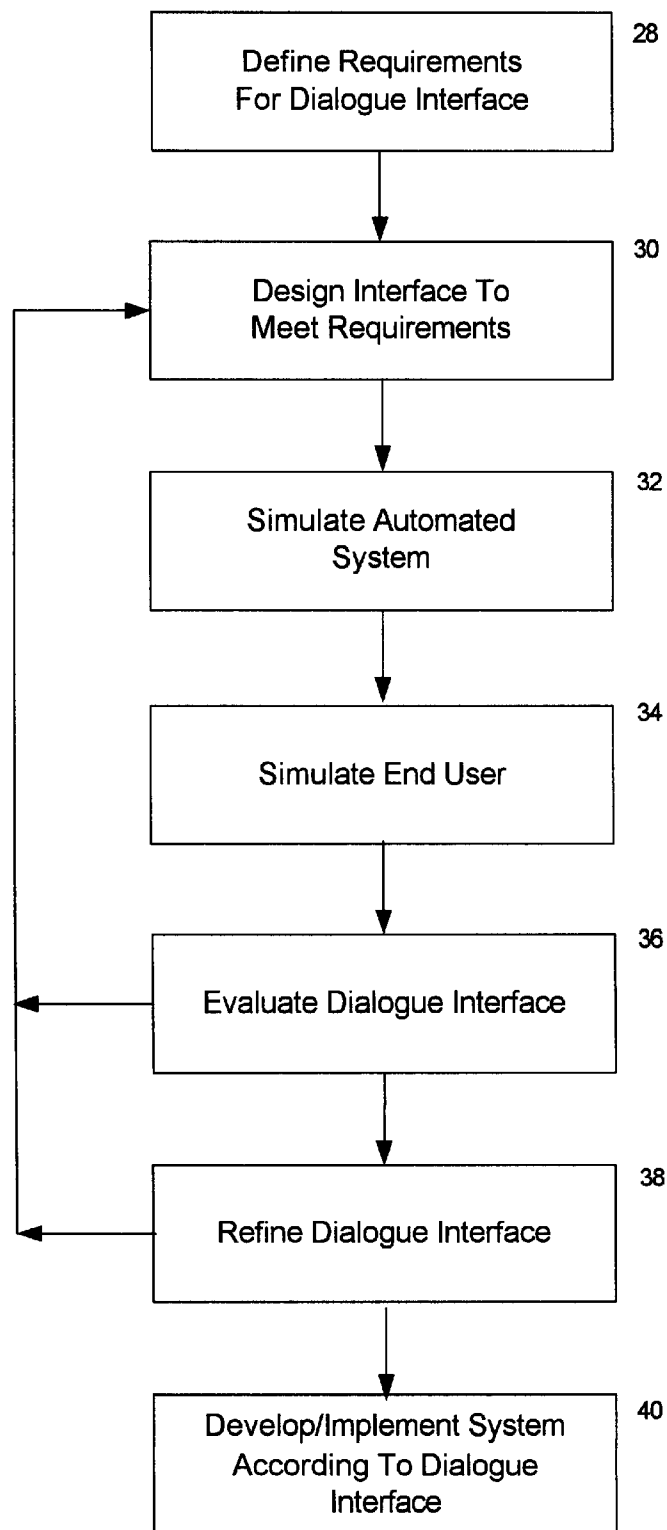 28
Define Requirements
For Dialogue Interface
30
Design Interface To
Meet Requirements
32
Simulate Automated
System
34
Simulate End User
36
Evaluate Dialogue Interface
38
Refine Dialogue Interface
40
Develop/Implement System
According To Dialogue
Interface